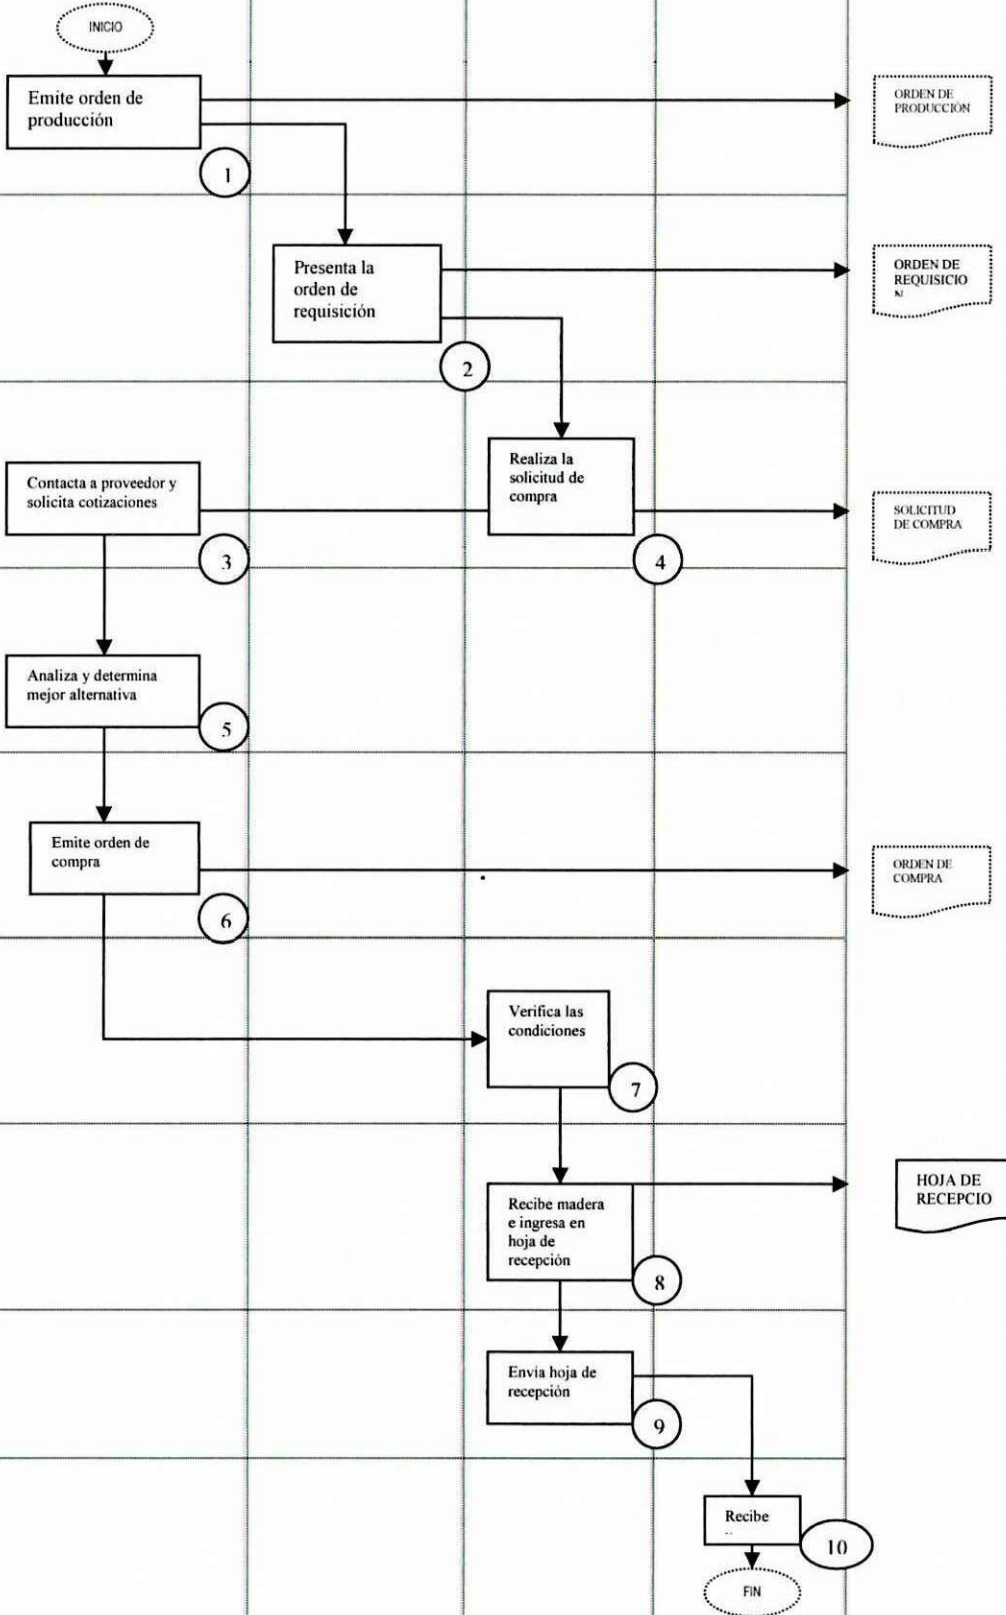 INICIO
Emite orden de
producción
ORDEN DE
PRODUCCIÓN
1
Presenta la
orden de
requisición
ORDEN DE
REQUISICIO
N
2
Contacta a proveedor y
solicita cotizaciones
Realiza la
solicitud de
compra
SOLICITUD
DE COMPRA
3
4
Analiza y determina
mejor alternativa
5
Emite orden de
compra
ORDEN DE
COMPRA
6
Verifica las
condiciones
7
Recibe madera
e ingresa en
hoja de
recepción
HOJA DE
RECEPCIO
8
Envía hoja de
recepción
9
Recibe
10
FIN